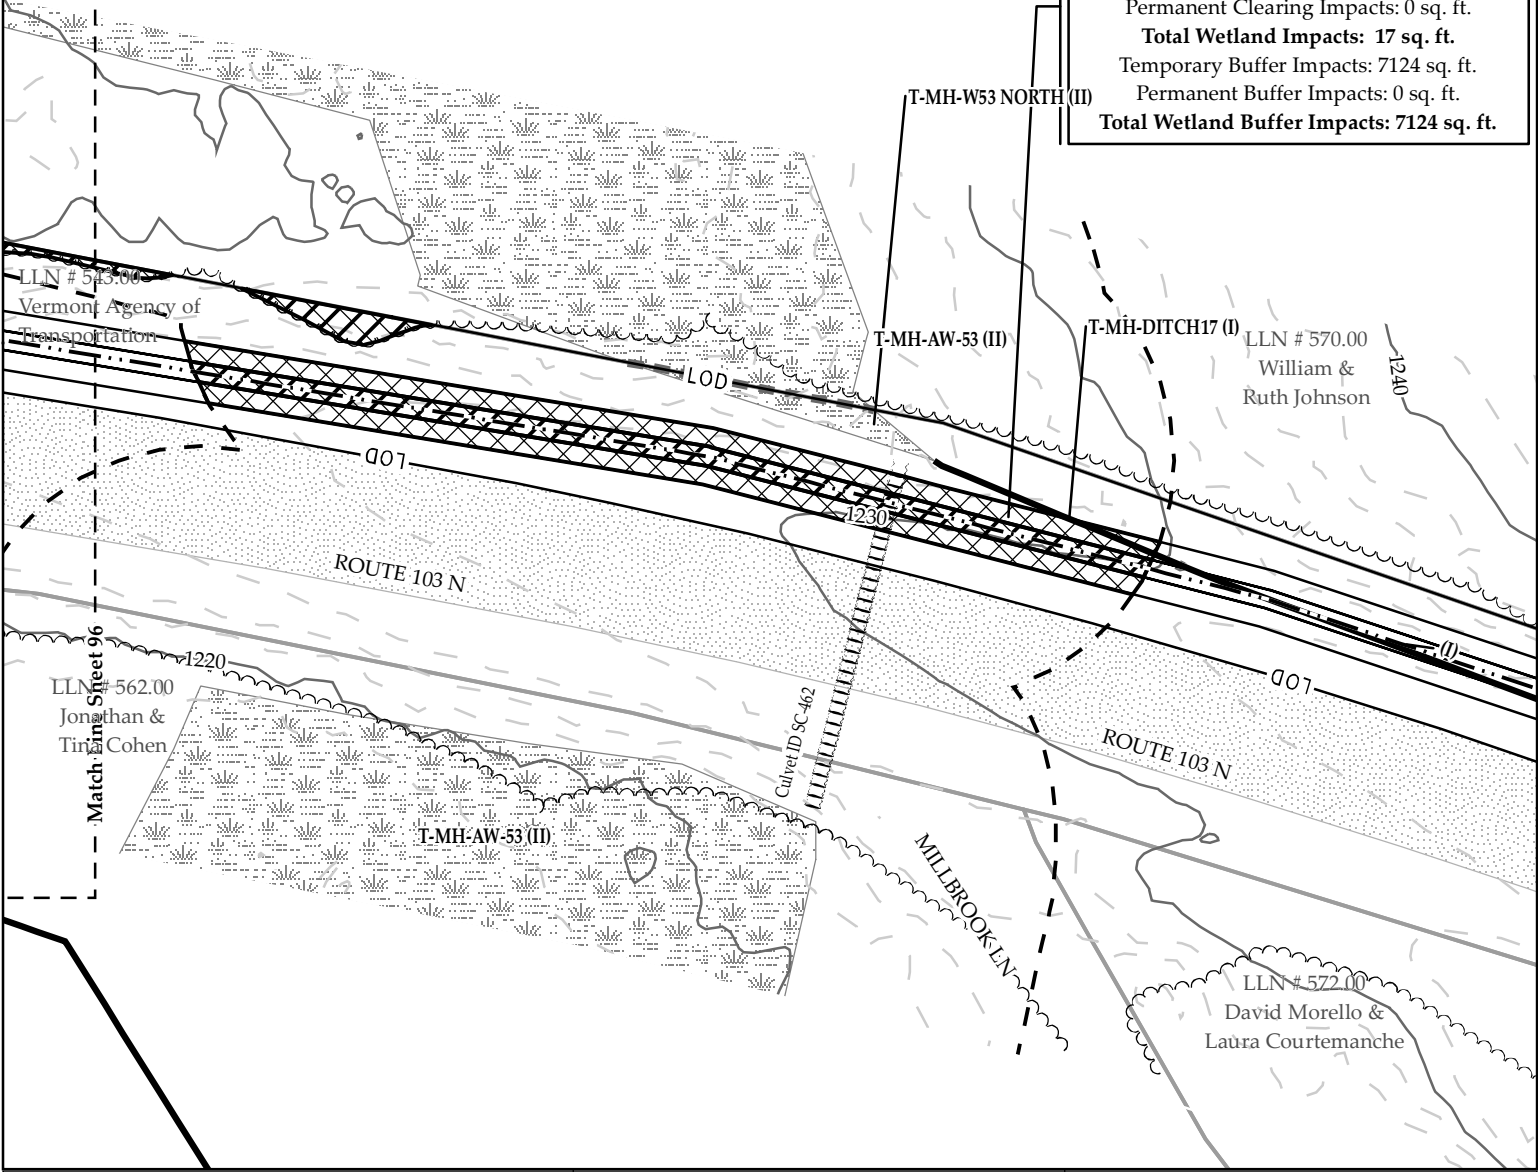 Permanent Clearing Impacts: 0 sq. ft.
Total Wetland Impacts: 17 sq. ft.
Temporary Buffer Impacts: 7124 sq. ft.
Permanent Buffer Impacts: 0 sq. ft.
Total Wetland Buffer Impacts: 7124 sq. ft.
T-MH-W53 NORTH (II)
LLN # 543.00
Vermont Agency of
Transportation
T-MH-AW-53 (II)
T-MH-DITCH17 (I)
LLN # 570.00
William &
Ruth Johnson
1240
LOD
LOD
1230
ROUTE 103 N
(I)
LOD
1220
LLN # 562.00
Jonathan &
Tina Cohen
Match Line Sheet 96
Culvet ID SC-462
ROUTE 103 N
T-MH-AW-53 (II)
MILLBROOK LN
LLN # 572.00
David Morello &
Laura Courtemanche